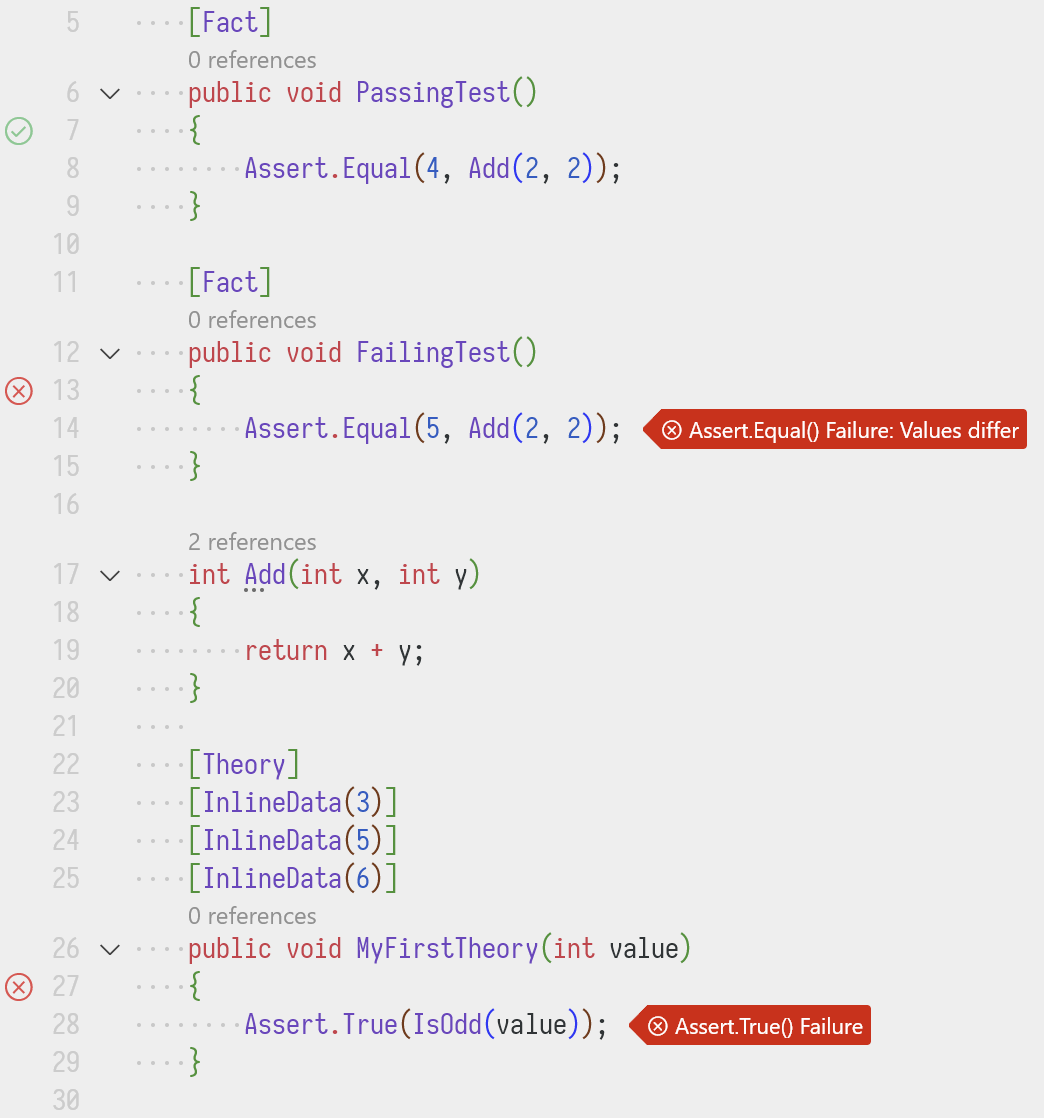 5 ····[Fact]
0 references
6 ····public void PassingTest()
7 ····{
8 ········Assert.Equal(4, Add(2, 2));
9 ····}
10
11 ····[Fact]
0 references
12 ····public void FailingTest()
13 ····{
14 ········Assert.Equal(5, Add(2, 2)); Assert.Equal() Failure: Values differ
15 ····}
16
2 references
17 ····int Add(int x, int y)
18 ····{
19 ········return x + y;
20 ····}
21 ····
22 ····[Theory]
23 ····[InlineData(3)]
24 ····[InlineData(5)]
25 ····[InlineData(6)]
0 references
26 ····public void MyFirstTheory(int value)
27 ····{
28 ········Assert.True(IsOdd(value)); Assert.True() Failure
29 ····}
30